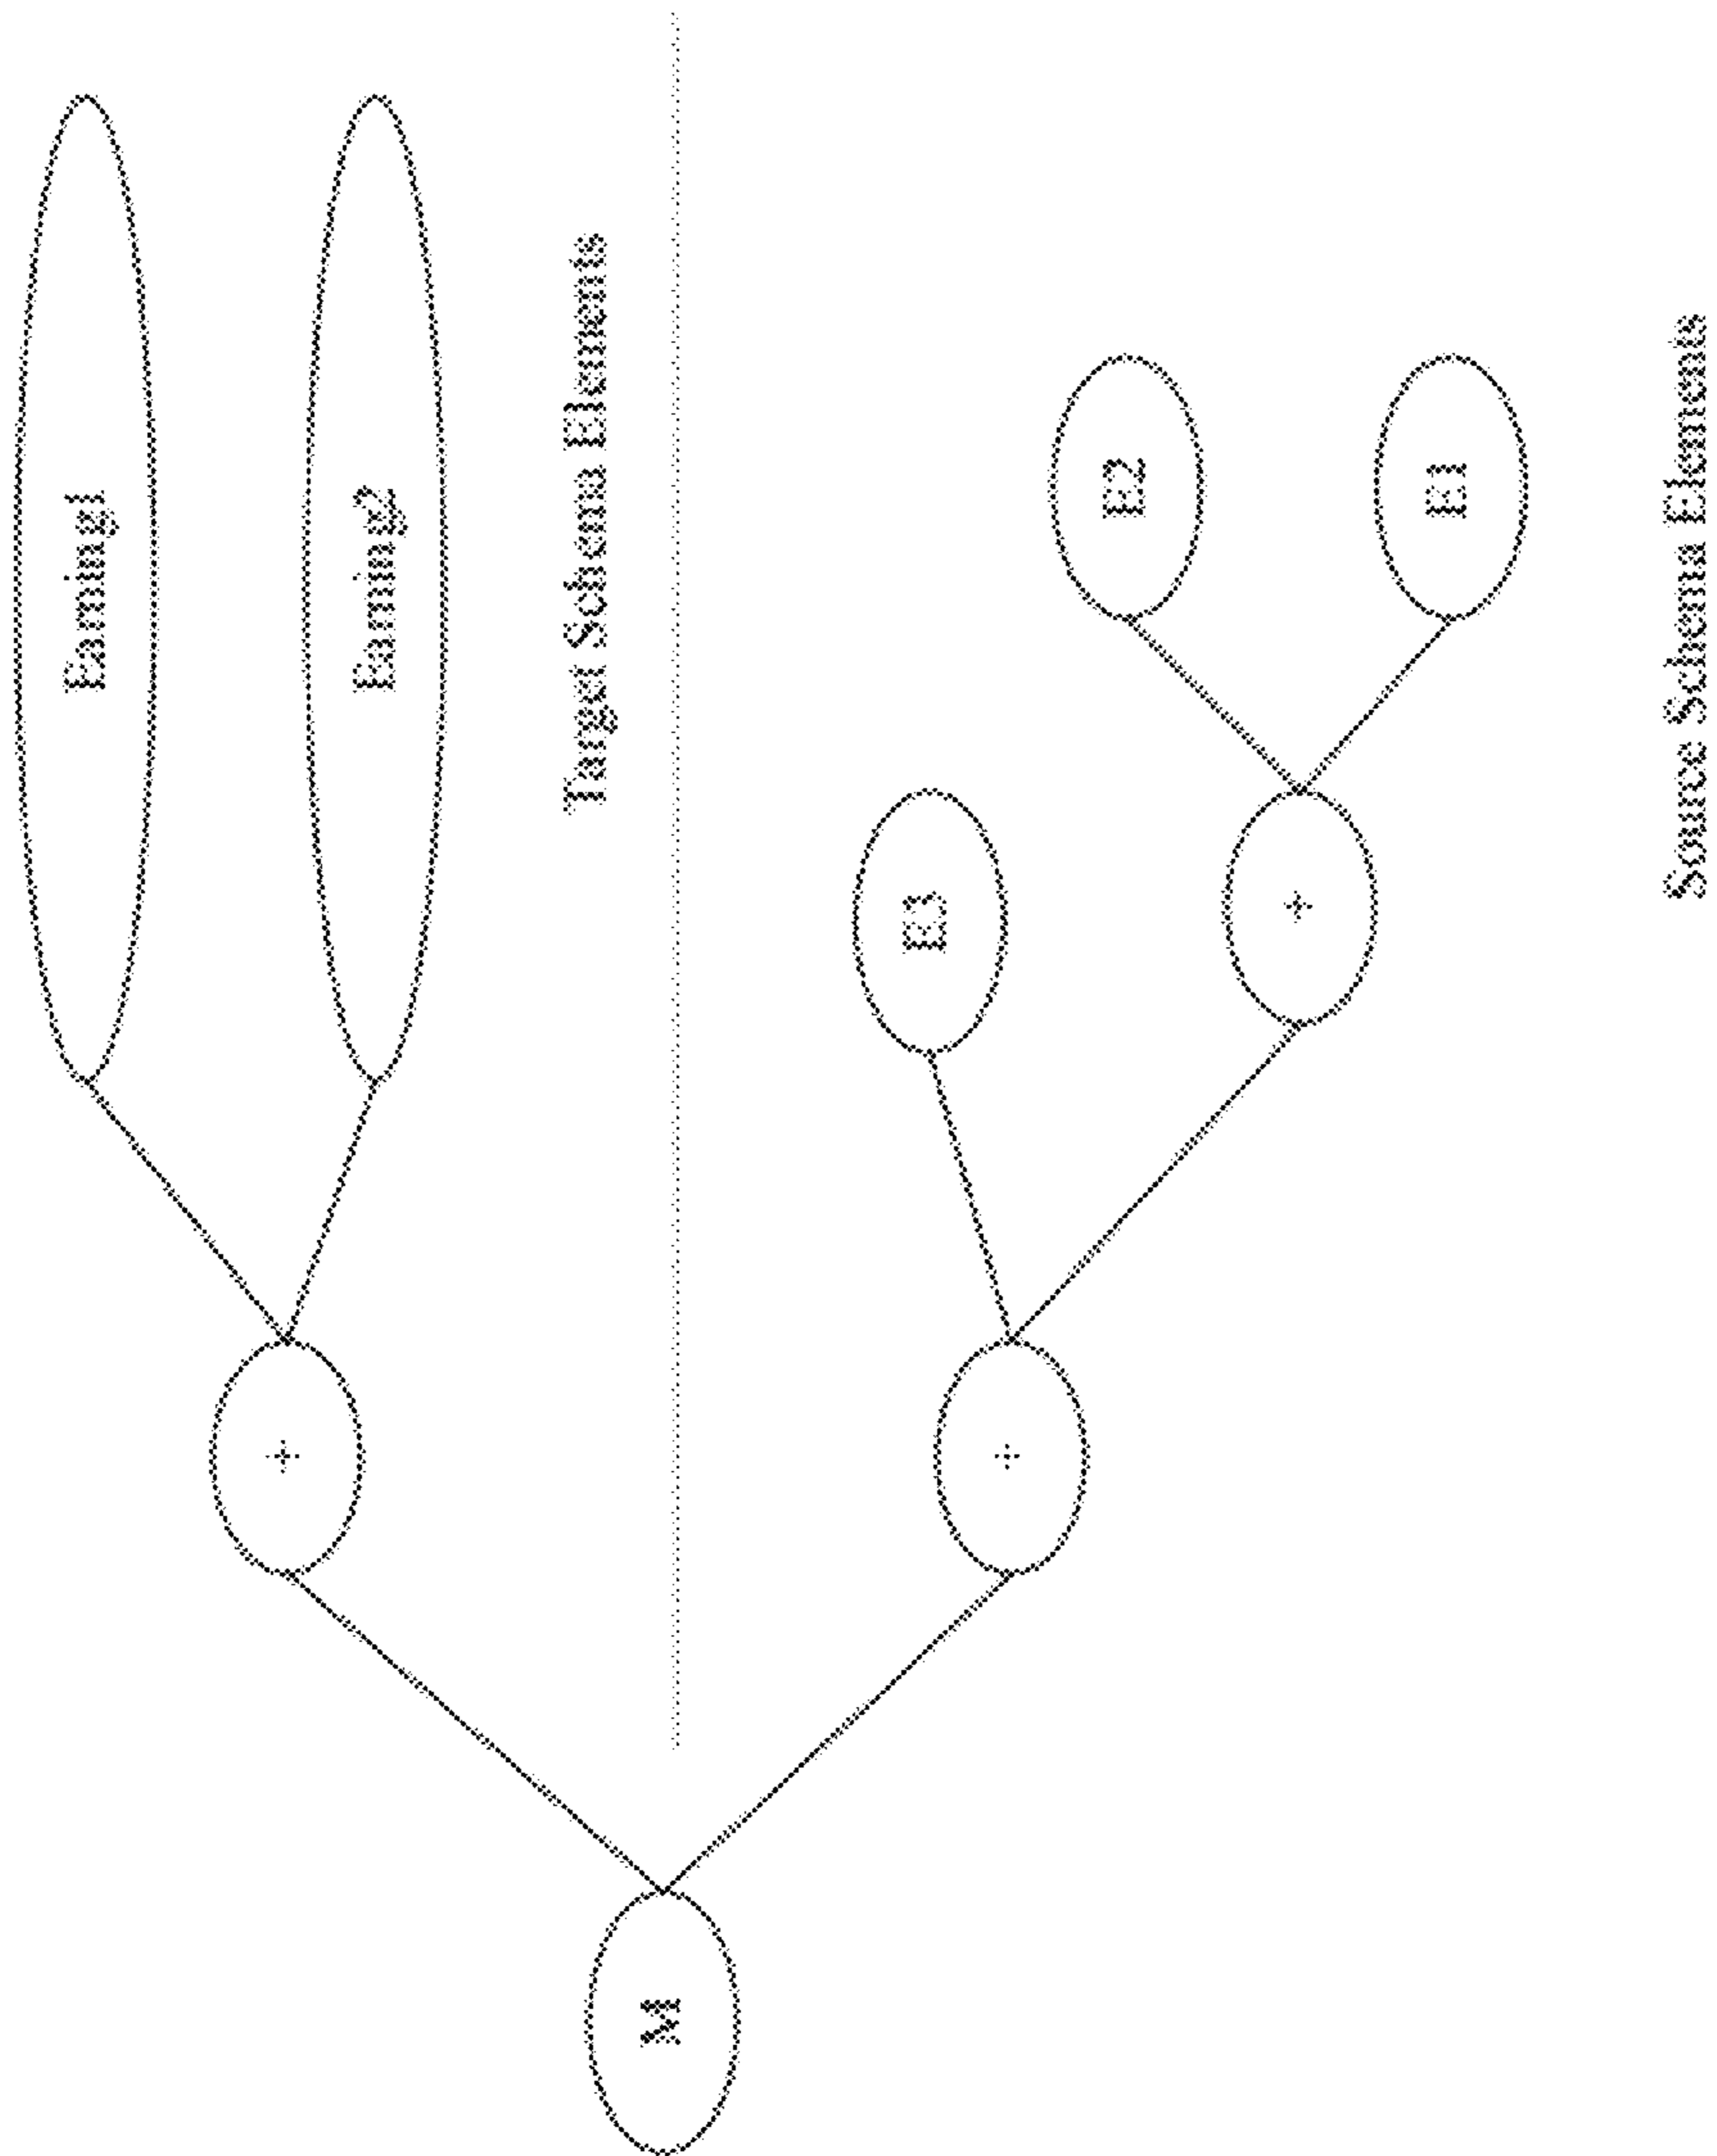 Earning1
+
Earning2
Target Schema Elements
M
E3
+
E2
+
E1
Source Schema Elements